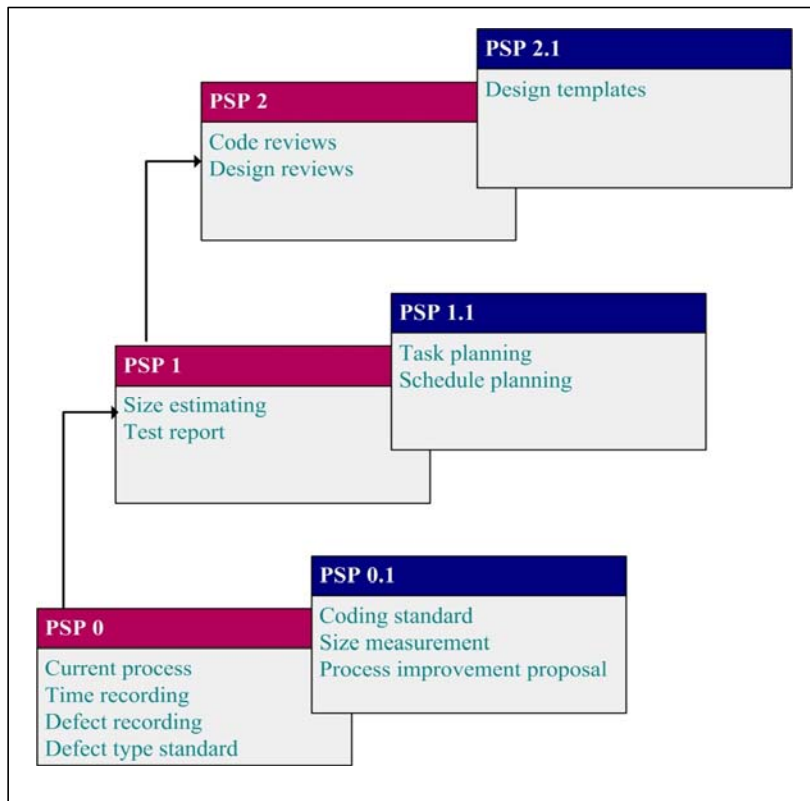 PSP 2.1
Design templates
PSP 2
Code reviews
Design reviews
PSP 1.1
Task planning
Schedule planning
PSP 1
Size estimating
Test report
PSP 0.1
Coding standard
Size measurement
Process improvement proposal
PSP 0
Current process
Time recording
Defect recording
Defect type standard